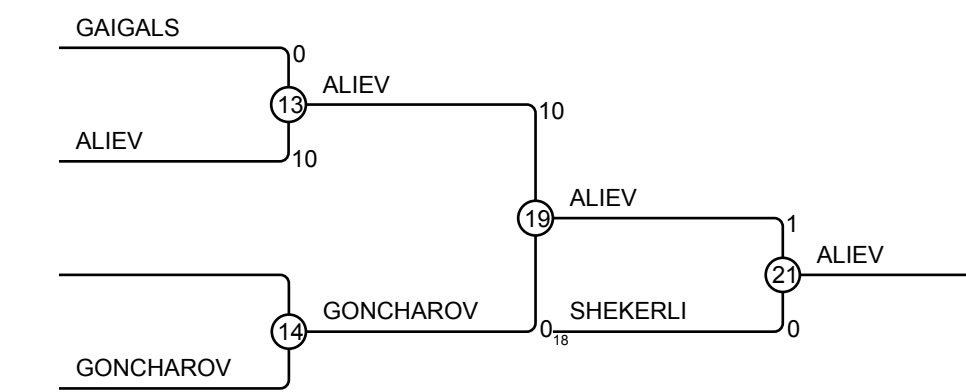 GAIGALS
0
13
ALIEV
10
ALIEV
10
19
ALIEV
1
21
ALIEV
14
GONCHAROV
0
18
SHEKERLI
0
GONCHAROV